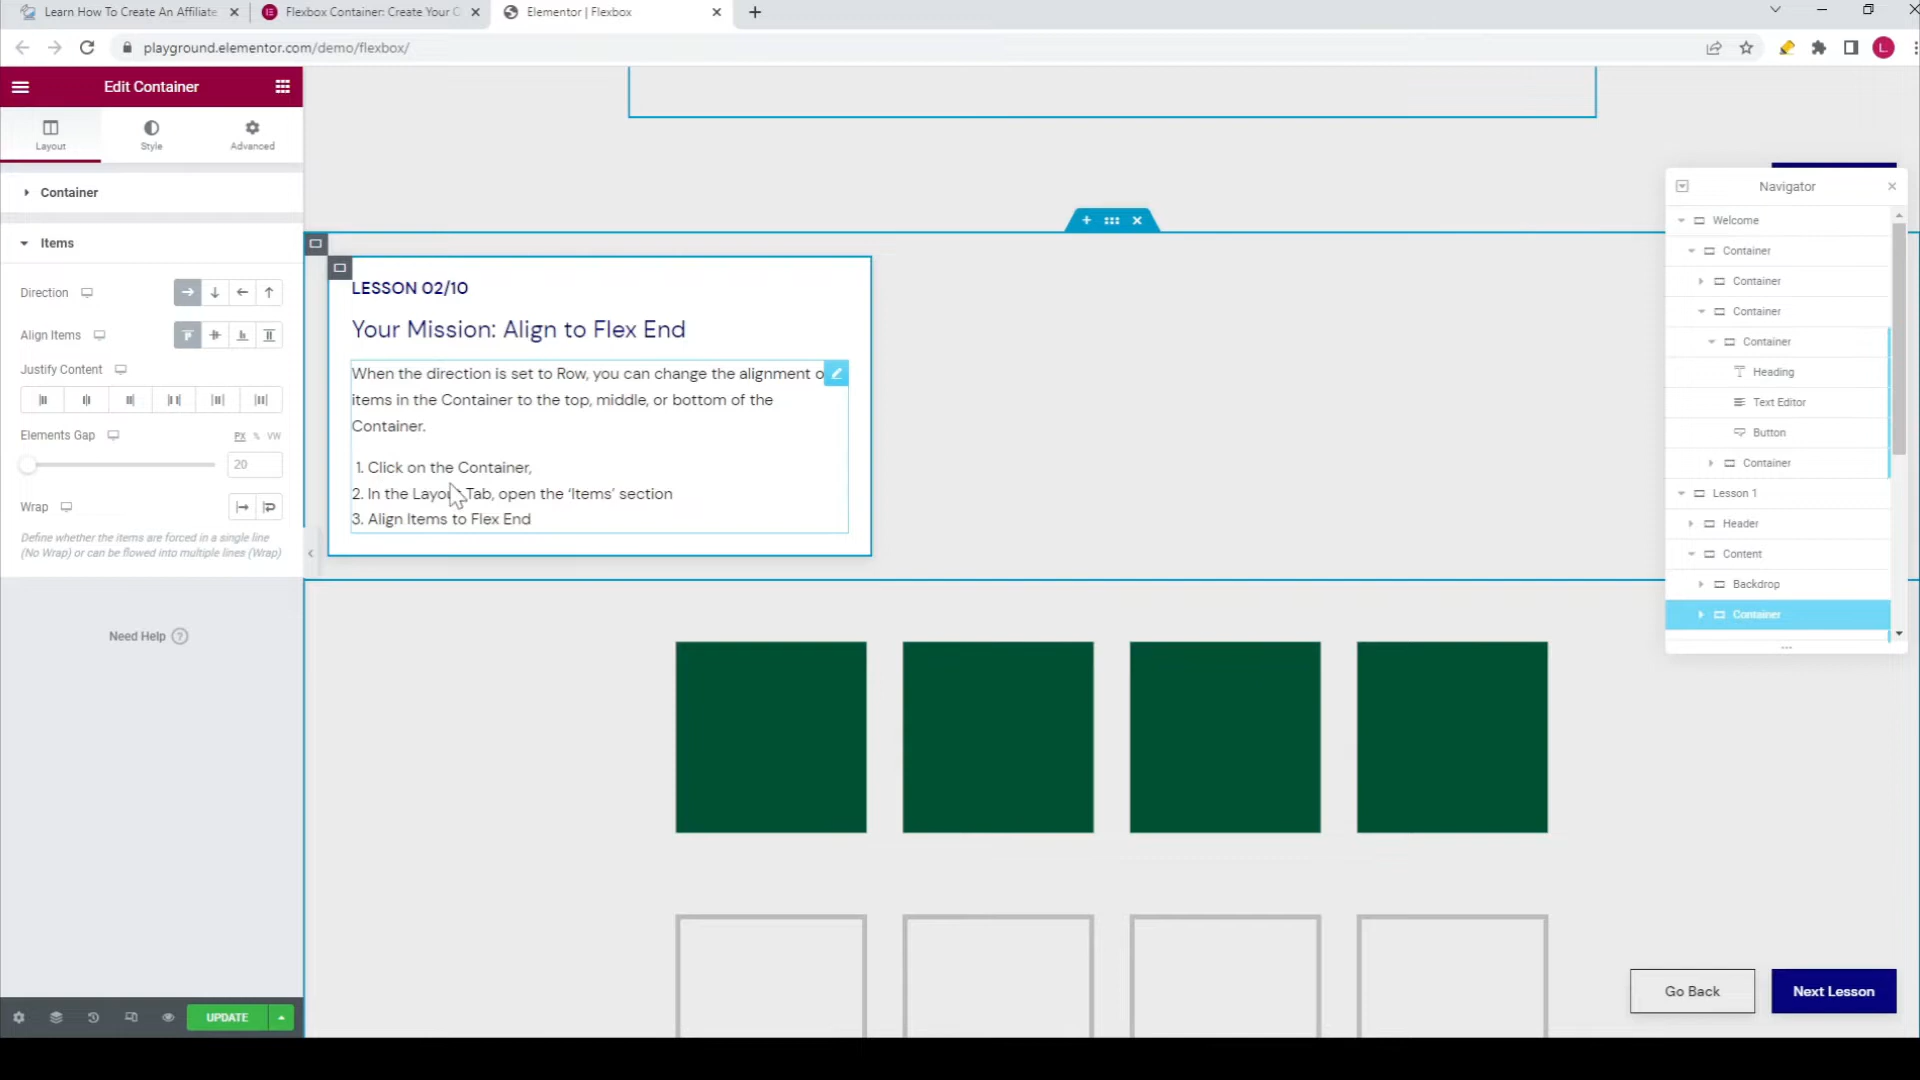 Learn How To Create An Affiliate
Flexbox Container: Create Your C
Elementor | Flexbox
playground.elementor.com/demo/flexbox/
L
Edit Container
Layout
Style
Advanced
Container
Items
Direction
Align Items
Justify Content
Elements Gap
PX % VW
20
Wrap
Define whether the items are forced in a single line
(No Wrap) or can be flowed into multiple lines (Wrap)
Need Help ?
UPDATE
LESSON 02/10
Your Mission: Align to Flex End
When the direction is set to Row, you can change the alignment o
items in the Container to the top, middle, or bottom of the
Container.
1. Click on the Container,
2. In the Layout Tab, open the ‘Items’ section
3. Align Items to Flex End
Navigator
Welcome
Container
Container
Container
Container
Heading
Text Editor
Button
Container
Lesson 1
Header
Content
Backdrop
Container
Go Back
Next Lesson